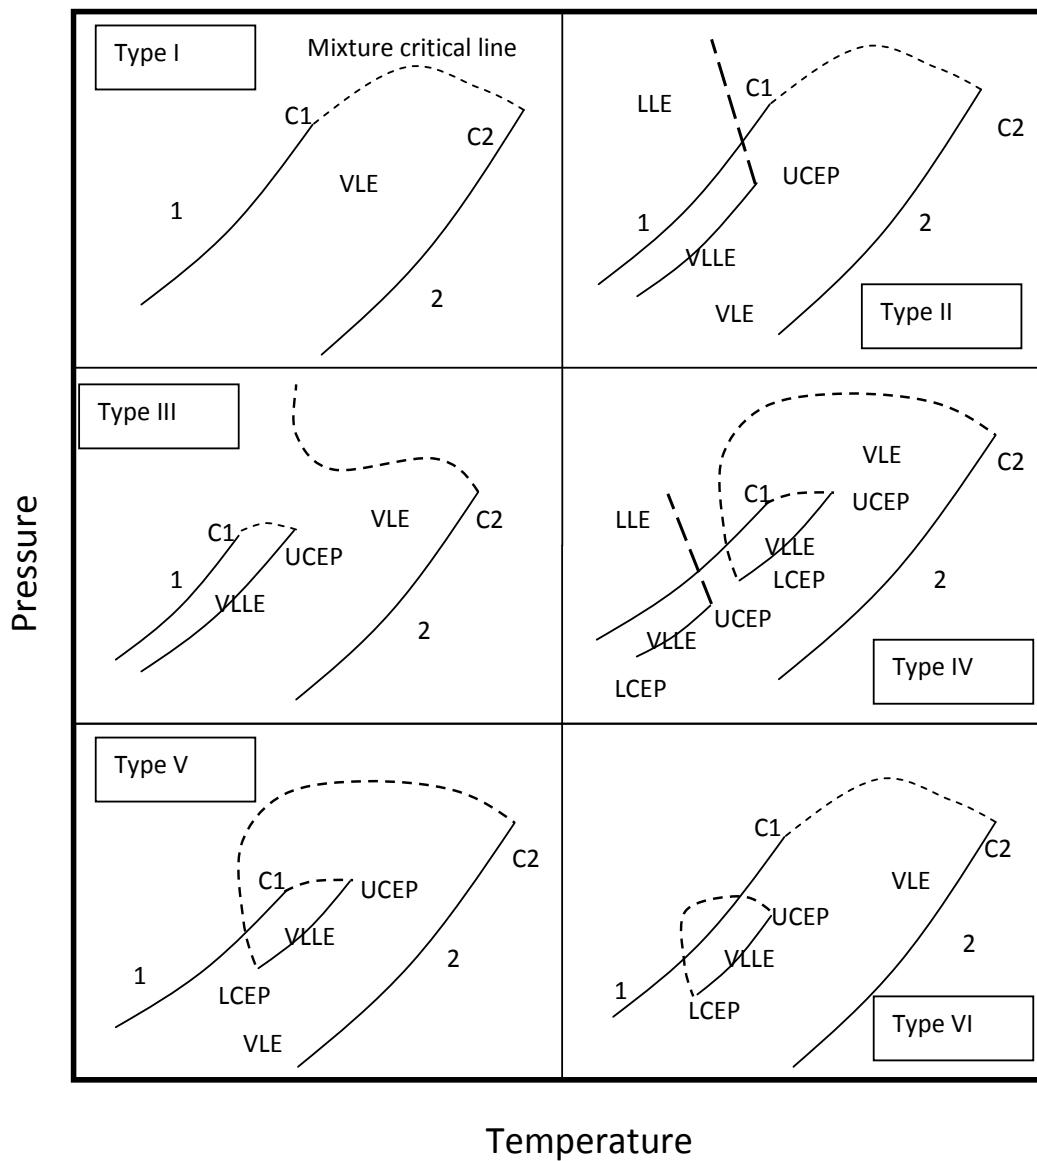 Type I
Mixture critical line
C1
C2
VLE
1
2
LLE
C1
C2
UCEP
1
2
VLLE
VLE
Type II
Type III
C1
VLE
C2
UCEP
1
VLLE
2
VLE
C2
C1
UCEP
LLE
VLLE
LCEP
2
UCEP
VLLE
LCEP
Type IV
Type V
C1
C2
UCEP
VLLE
2
1
LCEP
VLE
C1
C2
VLE
UCEP
2
VLLE
1
LCEP
Type VI
Pressure
Temperature